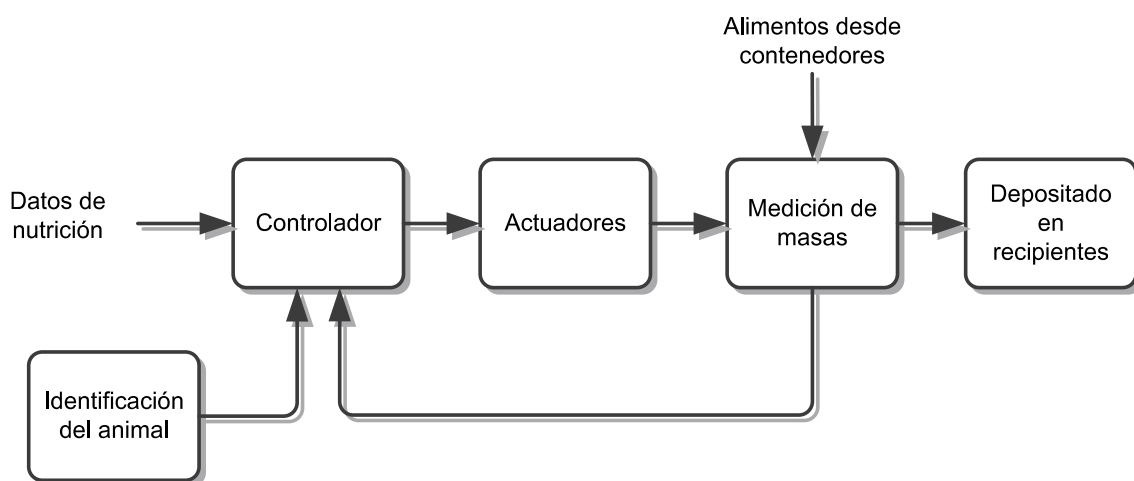 Alimentos desde
contenedores
Datos de
nutrición
Controlador
Actuadores
Medición de
masas
Depositado
en
recipientes
Identificación
del animal